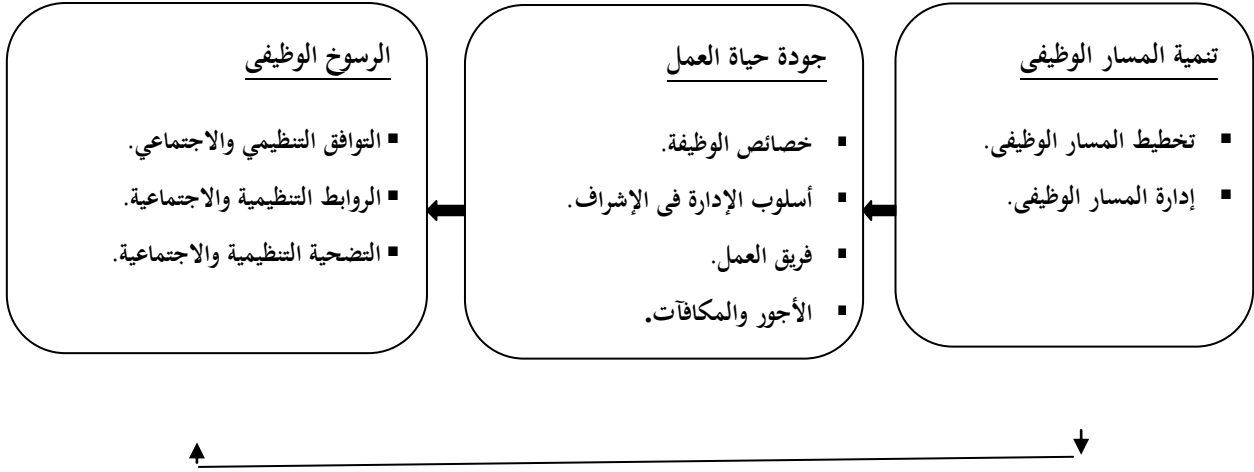 تنمية المسار الوظيفى
▪ تخطيط المسار الوظيفى.
▪ إدارة المسار الوظيفى.
جودة حياة العمل
▪ خصائص الوظيفة.
▪ أسلوب الإدارة فى الإشراف.
▪ فريق العمل.
▪ الأجور والمكافآت.
الرسوخ الوظيفى
▪ التوافق التنظيمي والاجتماعي.
▪ الروابط التنظيمية والاجتماعية.
▪ التضحية التنظيمية والاجتماعية.